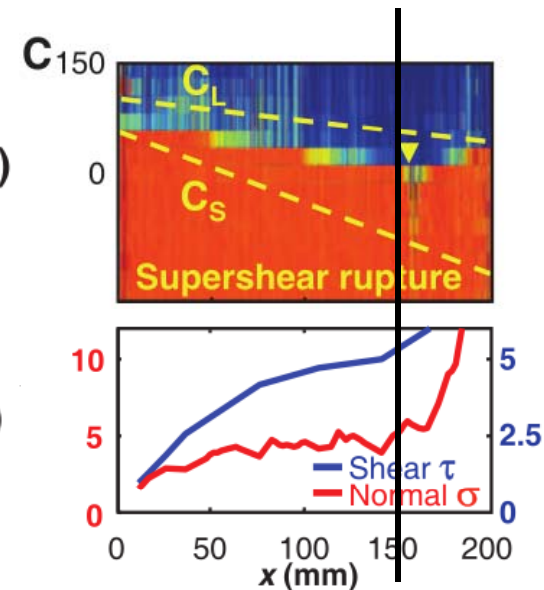 C 150
C_L
)
0
C_S
Supershear rupture
10
5
5
2.5
)
Shear τ
Normal σ
0
0
0 50 100 150 200
x (mm)